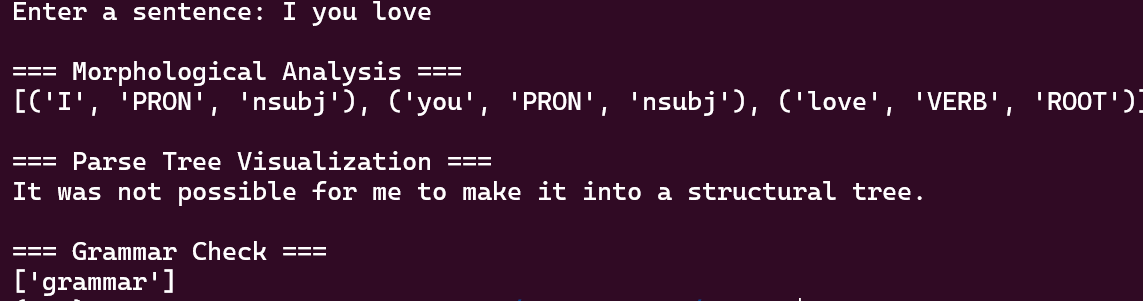 Enter a sentence: I you love
=== Morphological Analysis ===
[('I', 'PRON', 'nsubj'), ('you', 'PRON', 'nsubj'), ('love', 'VERB', 'ROOT')]
=== Parse Tree Visualization ===
It was not possible for me to make it into a structural tree.
=== Grammar Check ===
['grammar']